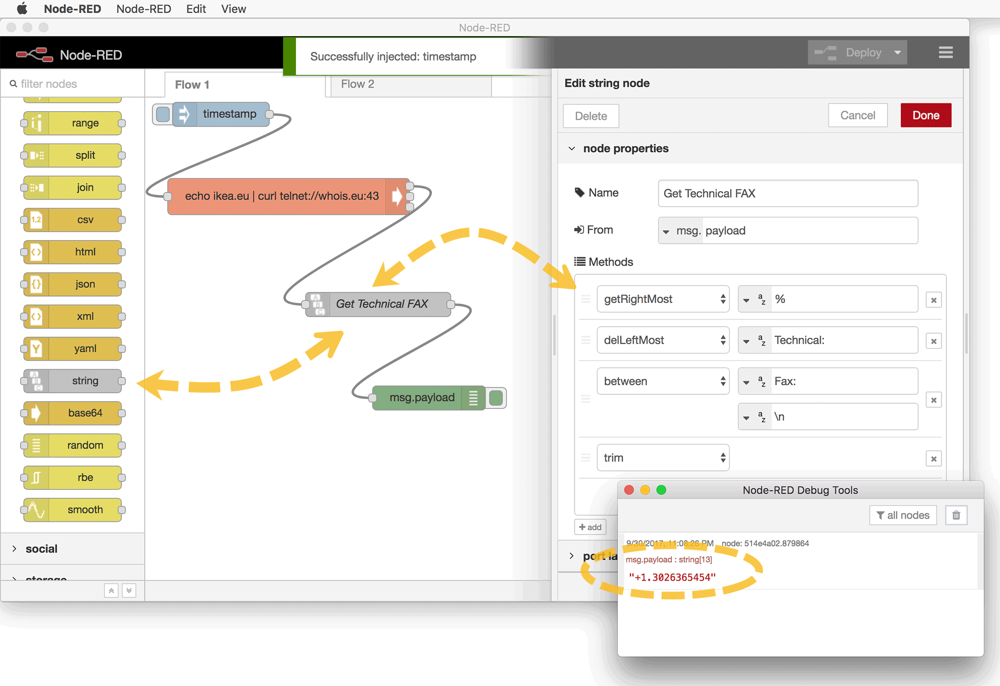 Node-RED Node-RED Edit View
Node-RED
Node-RED
Successfully injected: timestamp
Deploy
filter nodes
Flow 1
Flow 2
range
split
join
1,2 csv
html
json
xml
yaml
A B C string
base64
random
rbe
smooth
social
storage
timestamp
echo ikea.eu | curl telnet://whois.eu:43
A B C Get Technical FAX
msg.payload
Edit string node
Delete
Cancel
Done
node properties
Name Get Technical FAX
From msg. payload
Methods
getRightMost a z %
delLeftMost a z Technical:
between a z Fax:
a z \n
trim
+ add
port la
Node-RED Debug Tools
all nodes
9/30/2017, 11:08:26 PM node: 514e4a02.879864
msg.payload : string[13]
"+1.3026365454"